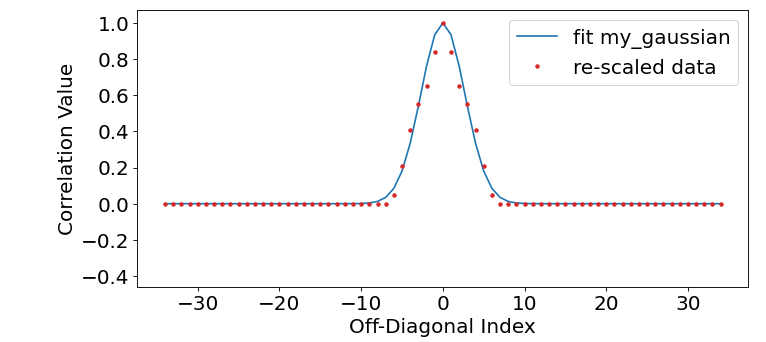 1.0
0.8
0.6
0.4
0.2
0.0
−0.2
−0.4
Correlation Value
fit my_gaussian
re-scaled data
−30 −20 −10 0 10 20 30
Off-Diagonal Index